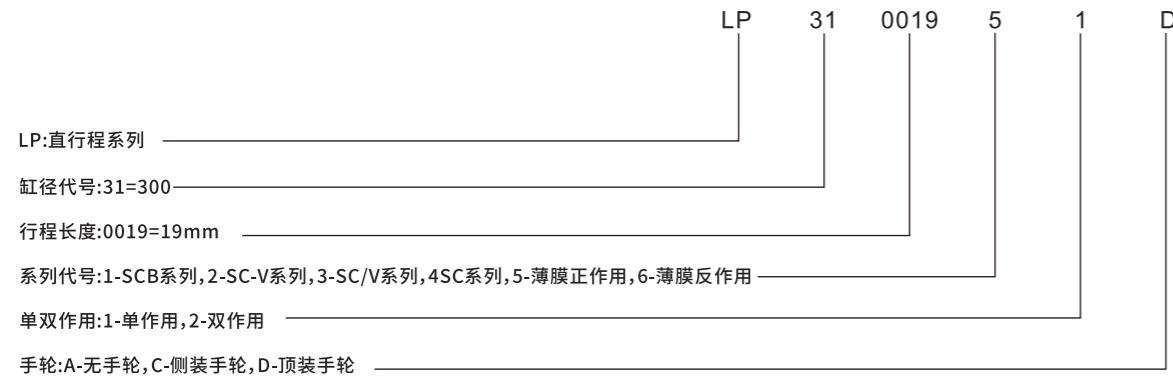 LP 31 0019 5 1 D
LP:直行程系列
缸径代号:31=300
行程长度:0019=19mm
系列代号:1-SCB系列,2-SC-V系列,3-SC/V系列,4SC系列,5-薄膜正作用,6-薄膜反作用
单双作用:1-单作用,2-双作用
手轮:A-无手轮,C-侧装手轮,D-顶装手轮